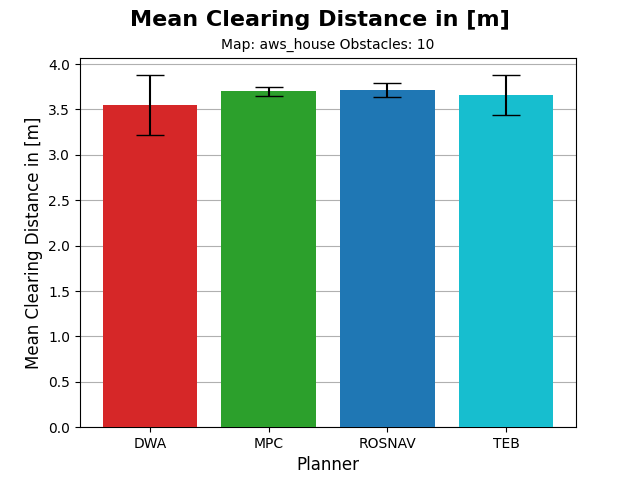 Mean Clearing Distance in [m]
Map: aws_house Obstacles: 10
Mean Clearing Distance in [m]
4.0
3.5
3.0
2.5
2.0
1.5
1.0
0.5
0.0
DWA MPC ROSNAV TEB
Planner